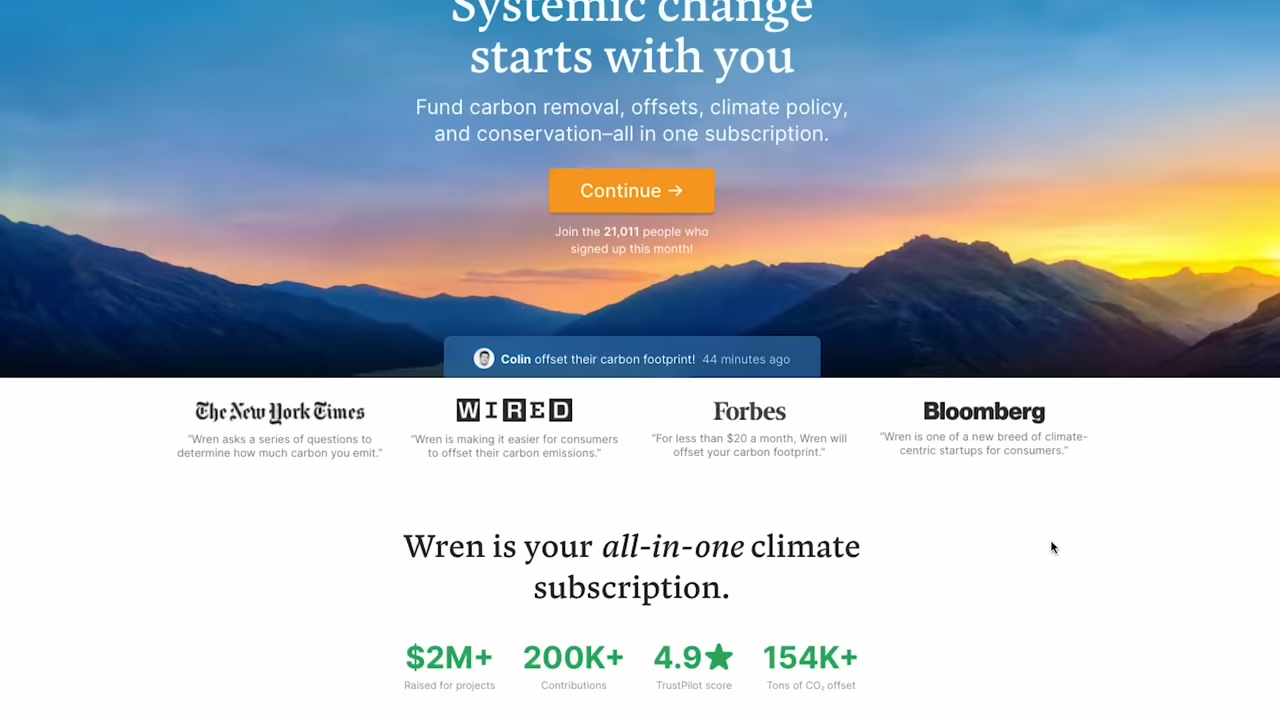 Systemic change
starts with you
Fund carbon removal, offsets, climate policy,
and conservation–all in one subscription.
Continue →
Join the 21,011 people who
signed up this month!
Colin offset their carbon footprint! 44 minutes ago
The New York Times
"Wren asks a series of questions to
determine how much carbon you emit."
WIRED
"Wren is making it easier for consumers
to offset their carbon emissions."
Forbes
"For less than $20 a month, Wren will
offset your carbon footprint."
Bloomberg
"Wren is one of a new breed of climate-
centric startups for consumers."
Wren is your all-in-one climate
subscription.
$2M+ 200K+ 4.9★ 154K+
Raised for projects Contributions TrustPilot score Tons of CO₂ offset